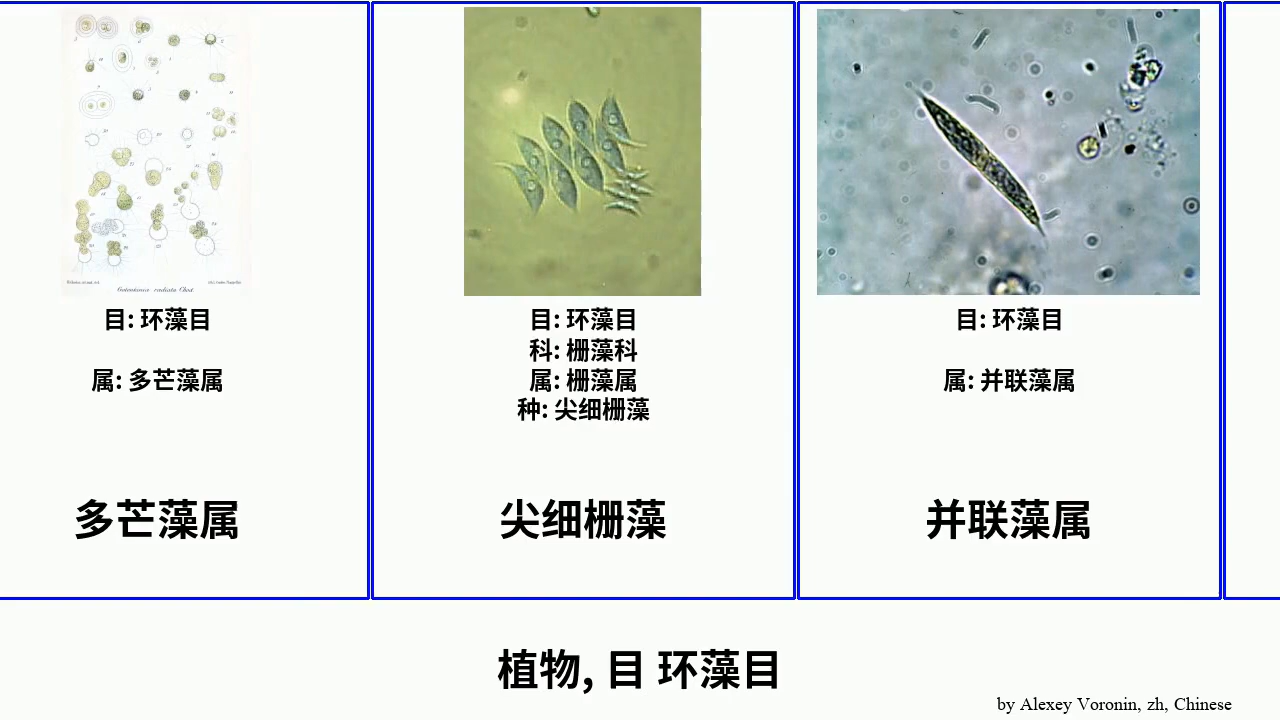 Golenkinea radiata Chod.
目: 环藻目
属: 多芒藻属
多芒藻属
目: 环藻目
科: 栅藻科
属: 栅藻属
种: 尖细栅藻
尖细栅藻
目: 环藻目
属: 并联藻属
并联藻属
植物, 目 环藻目
by Alexey Voronin, zh, Chinese